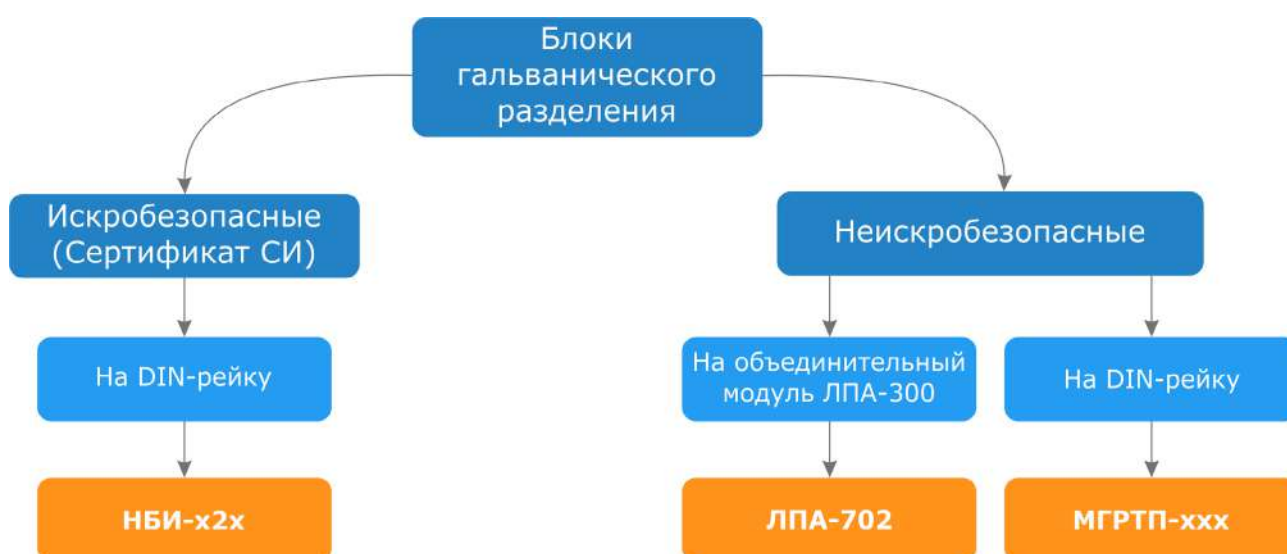 Блоки
гальванического
разделения
Искробезопасные
(Сертификат СИ)
Неискробезопасные
На DIN-рейку
На объединительный
модуль ЛПА-300
На DIN-рейку
НБИ-х2х
ЛПА-702
МГРТП-ххх